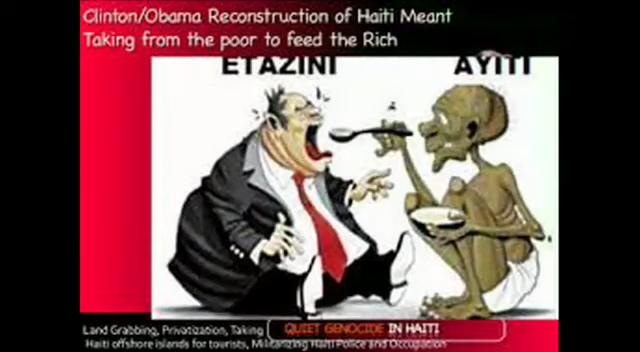 Clinton/Obama Reconstruction of Haiti Meant
Taking from the poor to feed the Rich
ETAZINI AYITI
Land Grabbing, Privatization, Taking
QUIET GENOCIDE IN HAITI
Haiti offshore islands for tourists, Militarizing Haiti Police and Occupation